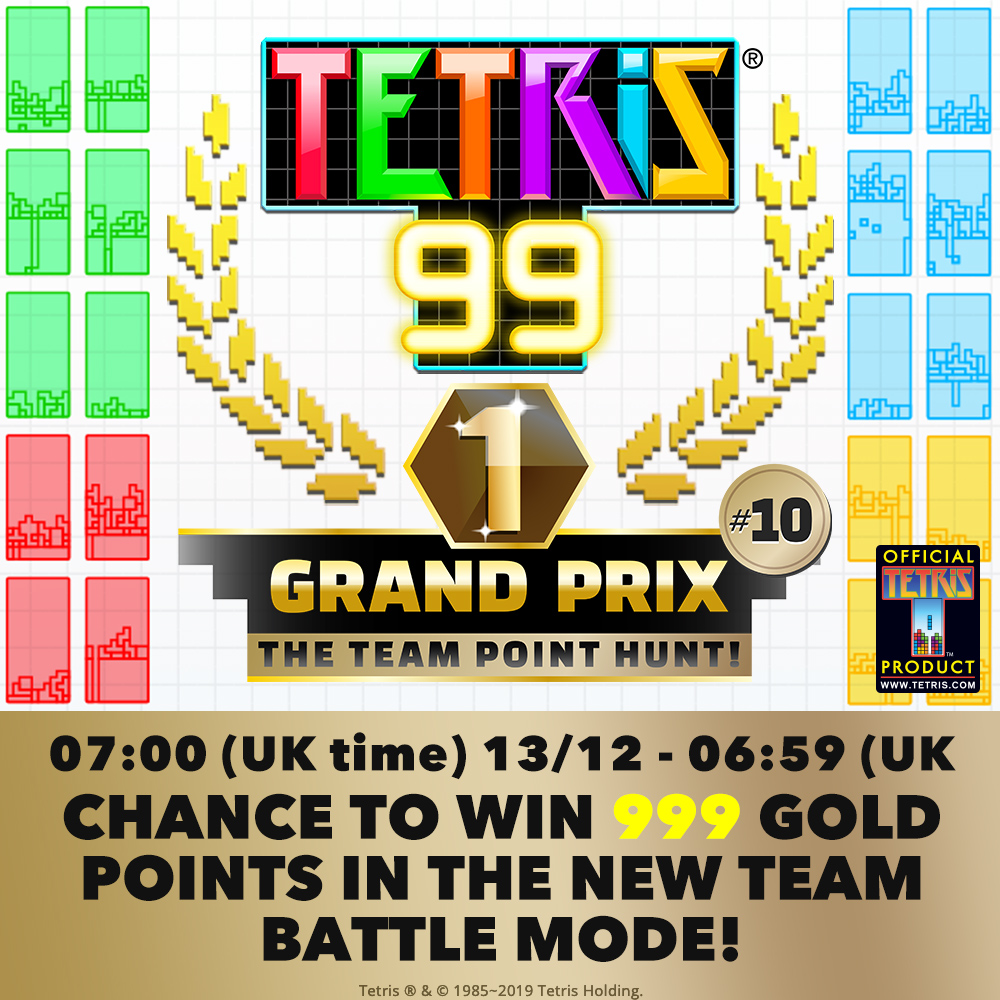 TETRIS®
99
1
#10
GRAND PRIX
THE TEAM POINT HUNT!
OFFICIAL
TETRIS
™
PRODUCT
WWW.TETRIS.COM
07:00 (UK time) 13/12 - 06:59 (UK
CHANCE TO WIN 999 GOLD
POINTS IN THE NEW TEAM
BATTLE MODE!
Tetris ® & © 1985~2019 Tetris Holding.